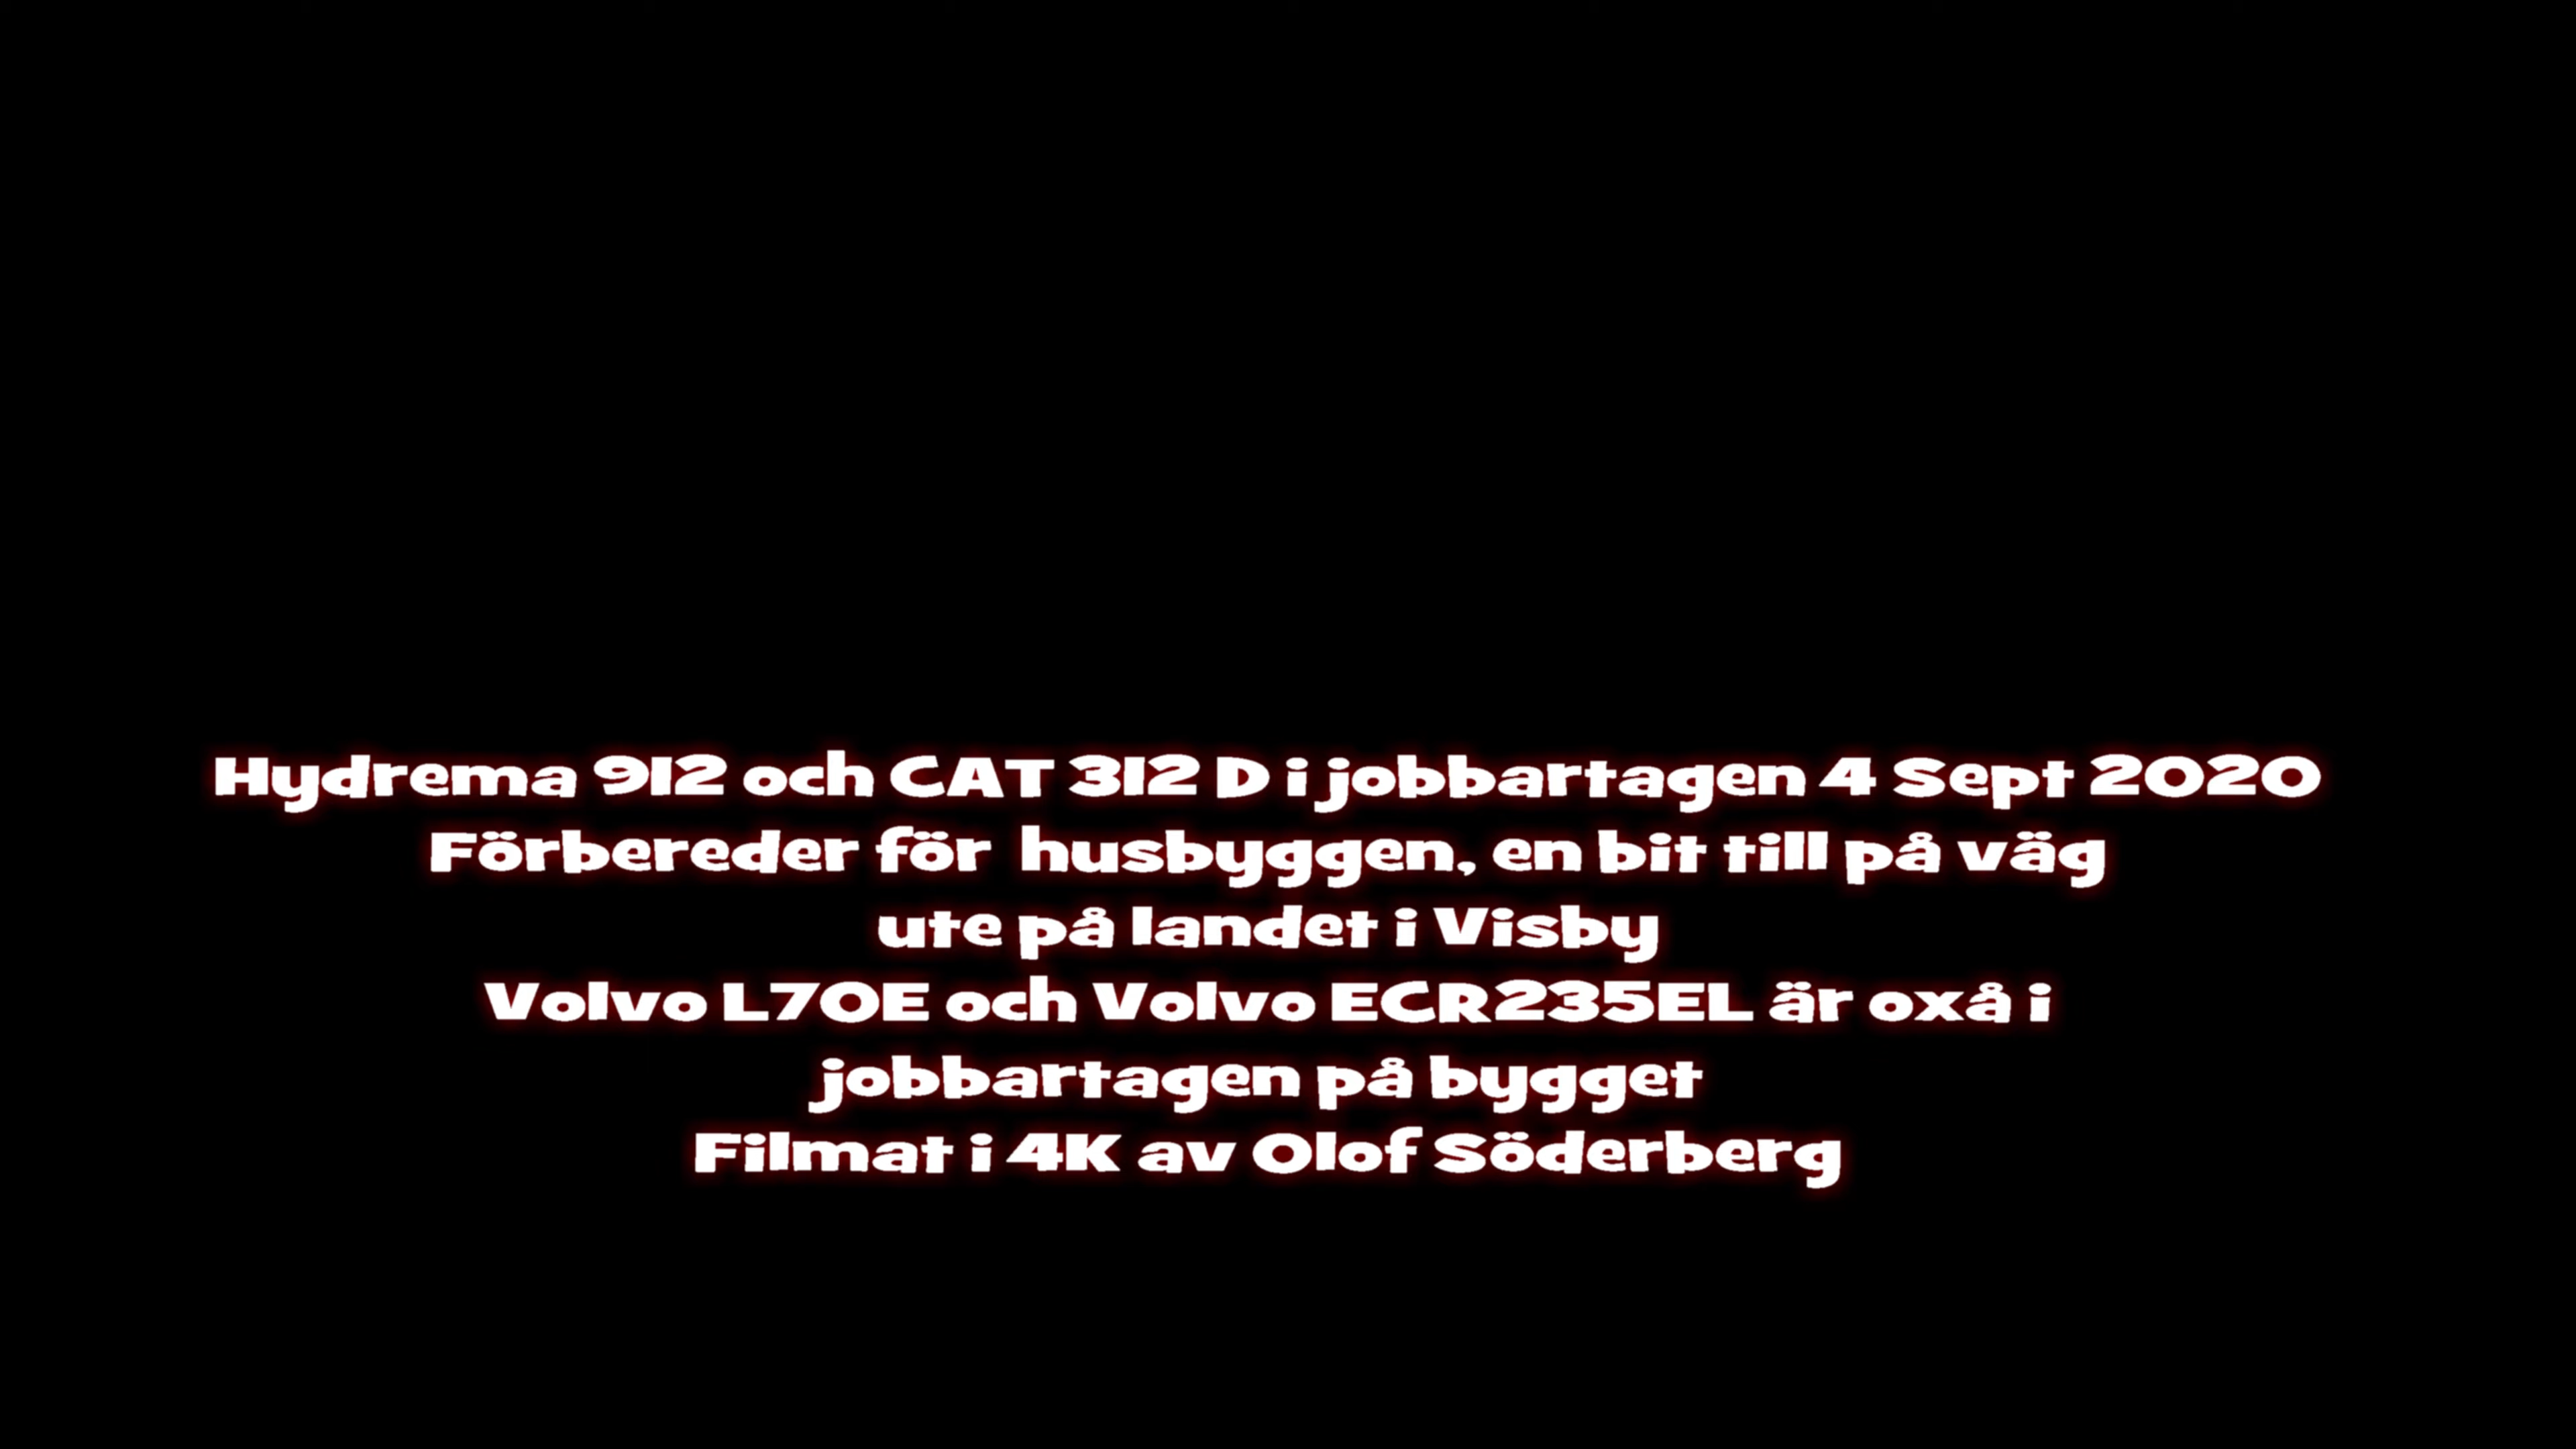 Hydrema 912 och CAT 312 D i jobbartagen 4 Sept 2020
Förbereder för  husbyggen, en bit till på väg
ute på landet i Visby
Volvo L70E och Volvo ECR235EL är oxå i
jobbartagen på bygget
Filmat i 4K av Olof Söderberg